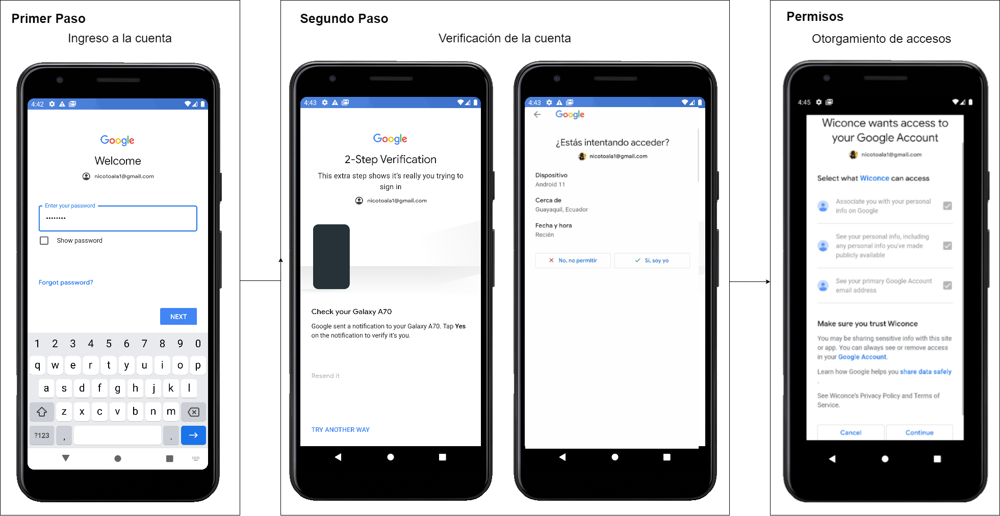 Primer Paso
Ingreso a la cuenta
4:42
Google
Welcome
nicotoala1@gmail.com
Enter your password
••••••••
Show password
Forgot password?
NEXT
1 2 3 4 5 6 7 8 9 0
q w e r t y u i o p
a s d f g h j k l
z x c v b n m
?123 , .
Segundo Paso
Verificación de la cuenta
4:43
Google
2-Step Verification
This extra step shows it's really you trying to
sign in
nicotoala1@gmail.com
Check your Galaxy A70
Google sent a notification to your Galaxy A70. Tap Yes
on the notification to verify it's you.
Resend it
TRY ANOTHER WAY
4:43
Google
¿Estás intentando acceder?
nicotoala1@gmail.com
Dispositivo
Android 11
Cerca de
Guayaquil, Ecuador
Fecha y hora
Recién
No, no permitir
Sí, soy yo
Permisos
Otorgamiento de accesos
4:45
Wiconce wants access to
your Google Account
nicotoala1@gmail.com
Select what Wiconce can access
Associate you with your personal
info on Google
See your personal info, including
any personal info you've made
publicly available
See your primary Google Account
email address
Make sure you trust Wiconce
You may be sharing sensitive info with this site
or app. You can always see or remove access
in your Google Account.
Learn how Google helps you share data safely
.
See Wiconce's Privacy Policy and Terms of
Service.
Cancel
Continue